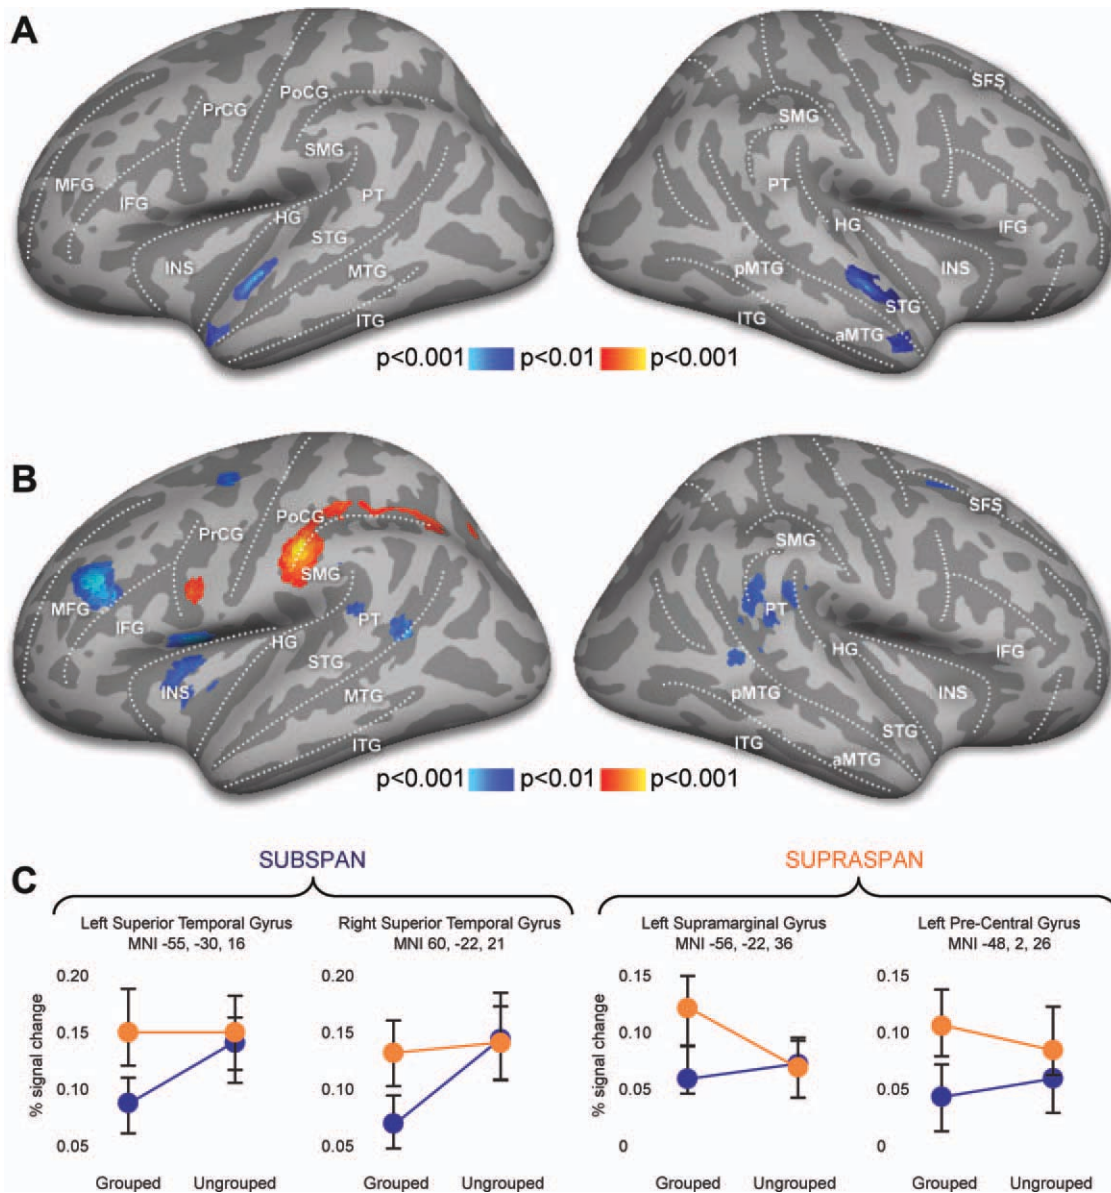 A
PoCG
PrCG
SMG
MFG
IFG
PT
HG
STG
INS
MTG
ITG
SFS
SMG
PT
HG
IFG
pMTG
INS
STG
ITG
aMTG
p<0.001 p<0.01 p<0.001
B
PoCG
PrCG
SMG
MFG
IFG
PT
HG
STG
INS
MTG
ITG
SFS
SMG
PT
HG
IFG
pMTG
INS
STG
ITG
aMTG
p<0.001 p<0.01 p<0.001
C
SUBSPAN
SUPRASPAN
Left Superior Temporal Gyrus
MNI -55, -30, 16
% signal change
0.20
0.15
0.10
0.05
Grouped Ungrouped
Right Superior Temporal Gyrus
MNI 60, -22, 21
0.20
0.15
0.10
0.05
Grouped Ungrouped
Left Supramarginal Gyrus
MNI -56, -22, 36
% signal change
0.15
0.10
0.05
0
Grouped Ungrouped
Left Pre-Central Gyrus
MNI -48, 2, 26
0.15
0.10
0.05
0
Grouped Ungrouped